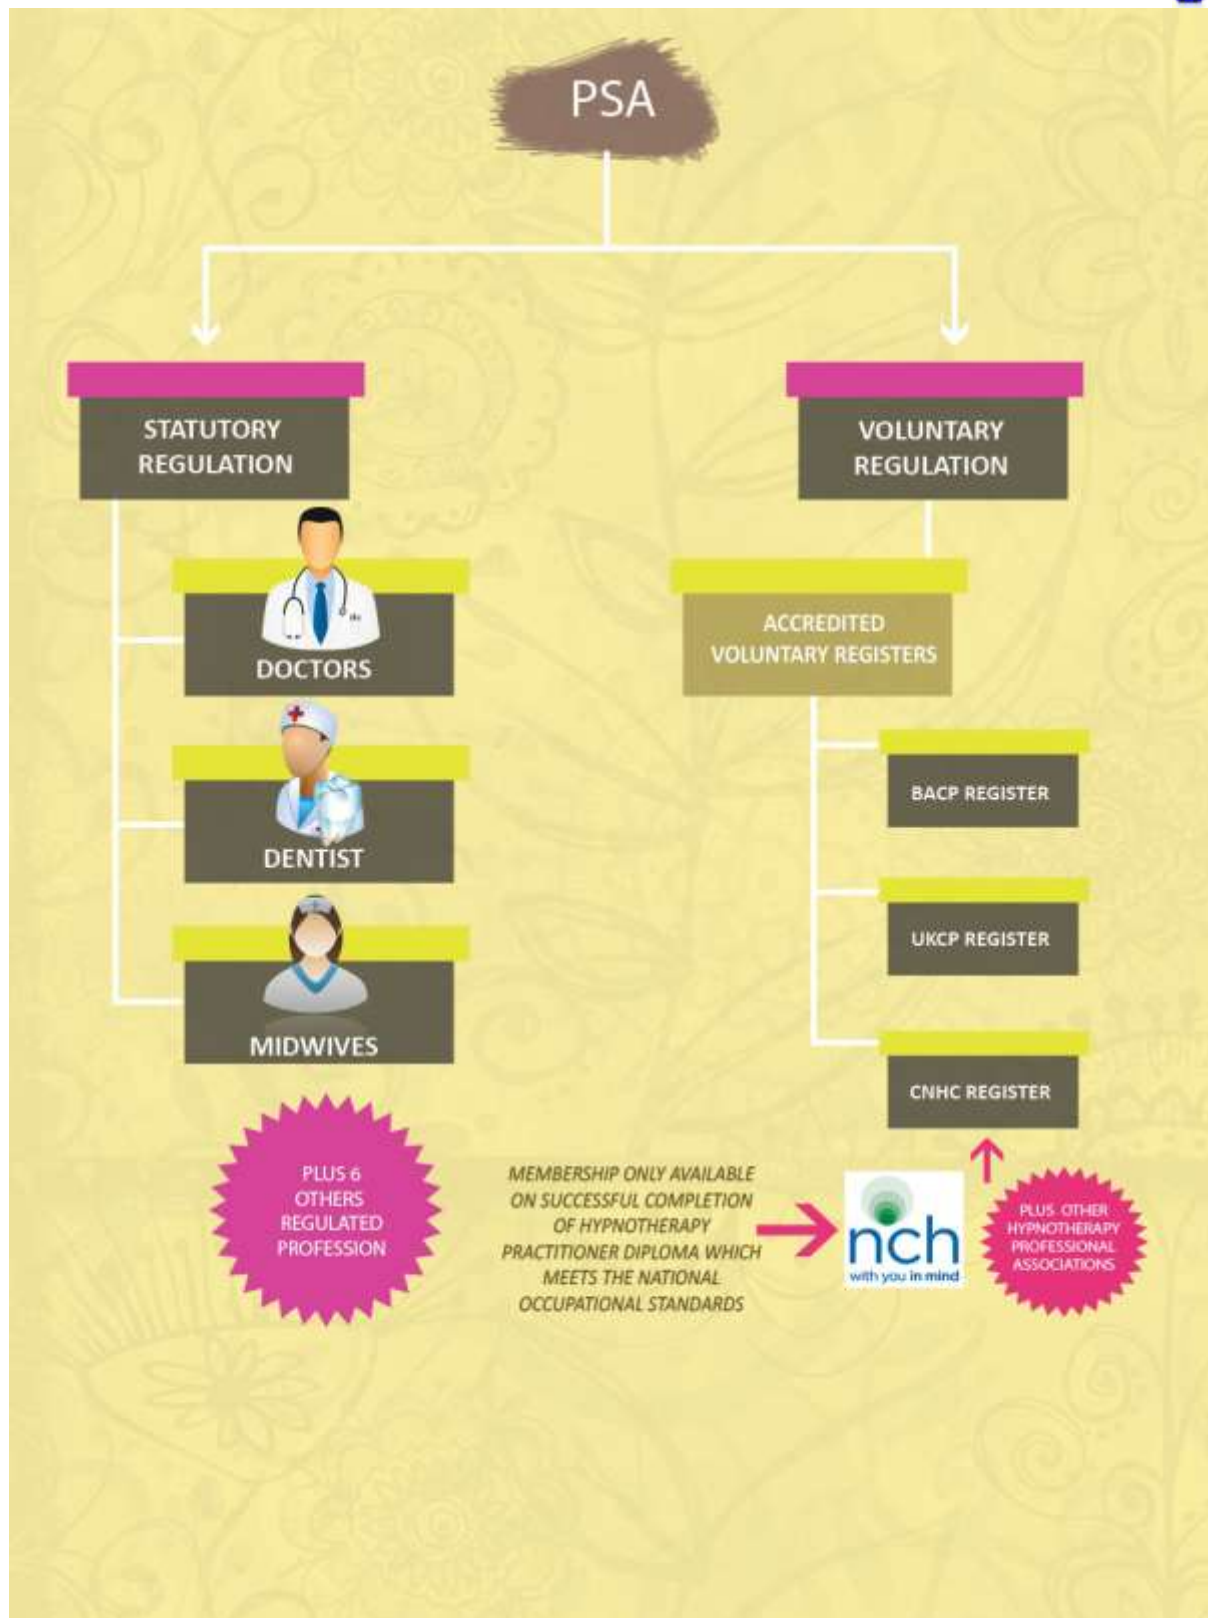 PSA
STATUTORY
REGULATION
DOCTORS
DENTIST
MIDWIVES
PLUS 6
OTHERS
REGULATED
PROFESSION
VOLUNTARY
REGULATION
ACCREDITED
VOLUNTARY REGISTERS
BACP REGISTER
UKCP REGISTER
CNHC REGISTER
MEMBERSHIP ONLY AVAILABLE
ON SUCCESSFUL COMPLETION
OF HYPNOTHERAPY
PRACTITIONER DIPLOMA WHICH
MEETS THE NATIONAL
OCCUPATIONAL STANDARDS
nch
with you in mind
PLUS OTHER
HYPNOTHERAPY
PROFESSIONAL
ASSOCIATIONS